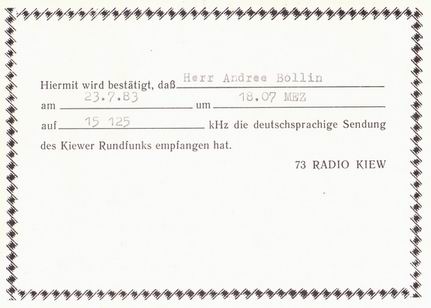 Hiermit wird bestätigt, daß Herr Andree Bollin
am 23.7.83 um 18.07 MEZ
auf 15 125 kHz die deutschsprachige Sendung
des Kiewer Rundfunks empfangen hat.
73 RADIO KIEW